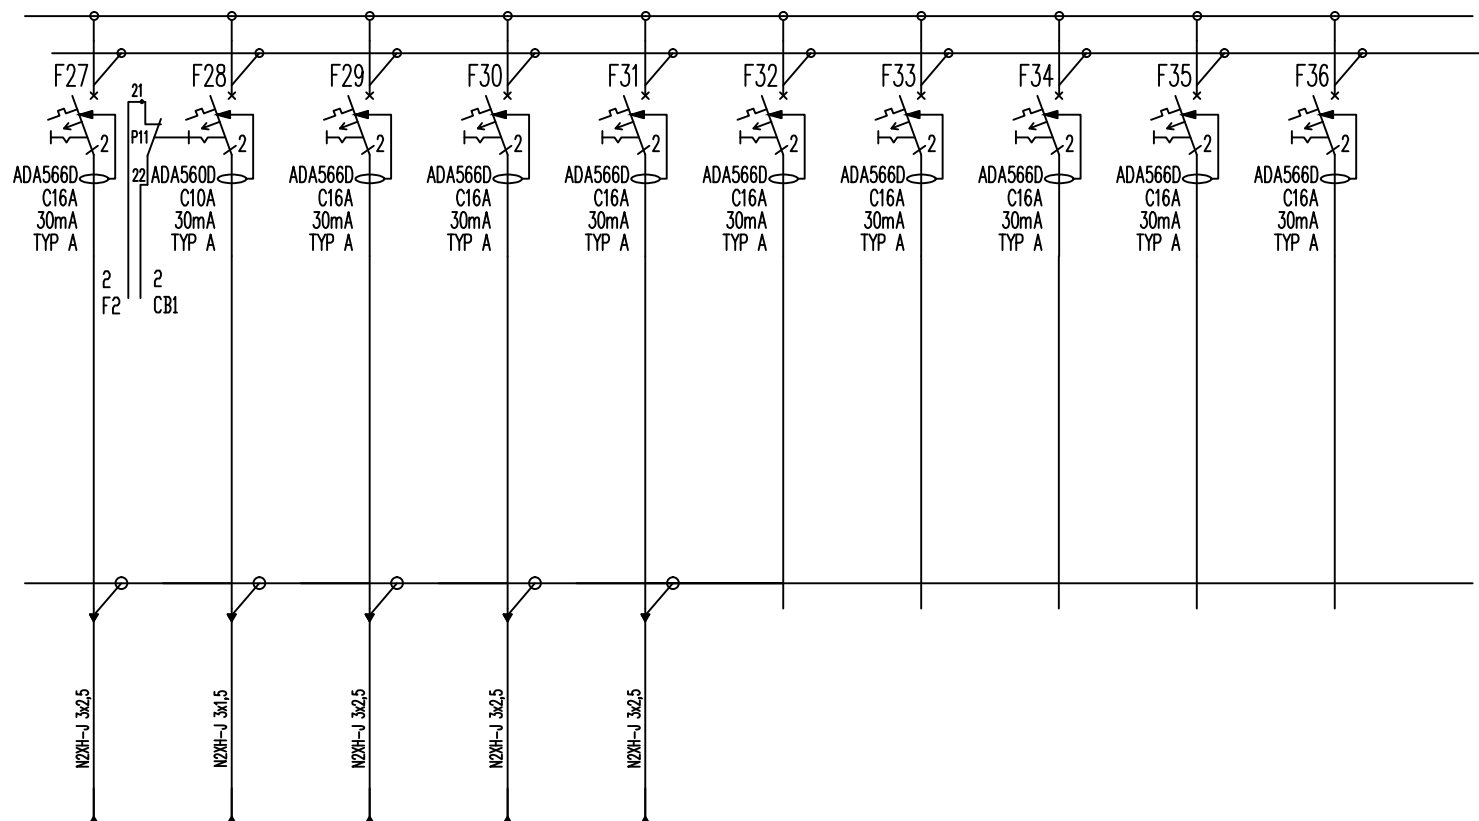 F27 F28 F29 F30 F31 F32 F33 F34 F35 F36
21
P11
2 2 2 2 2 2 2 2 2 2
ADA566D 22 ADA560D ADA566D ADA566D ADA566D ADA566D ADA566D ADA566D ADA566D ADA566D
C16A C10A C16A C16A C16A C16A C16A C16A C16A C16A
30mA 30mA 30mA 30mA 30mA 30mA 30mA 30mA 30mA 30mA
TYP A TYP A TYP A TYP A TYP A TYP A TYP A TYP A TYP A TYP A
2 2
F2 CB1
N2XH-J 3x2,5
N2XH-J 3x1,5
N2XH-J 3x2,5
N2XH-J 3x2,5
N2XH-J 3x2,5